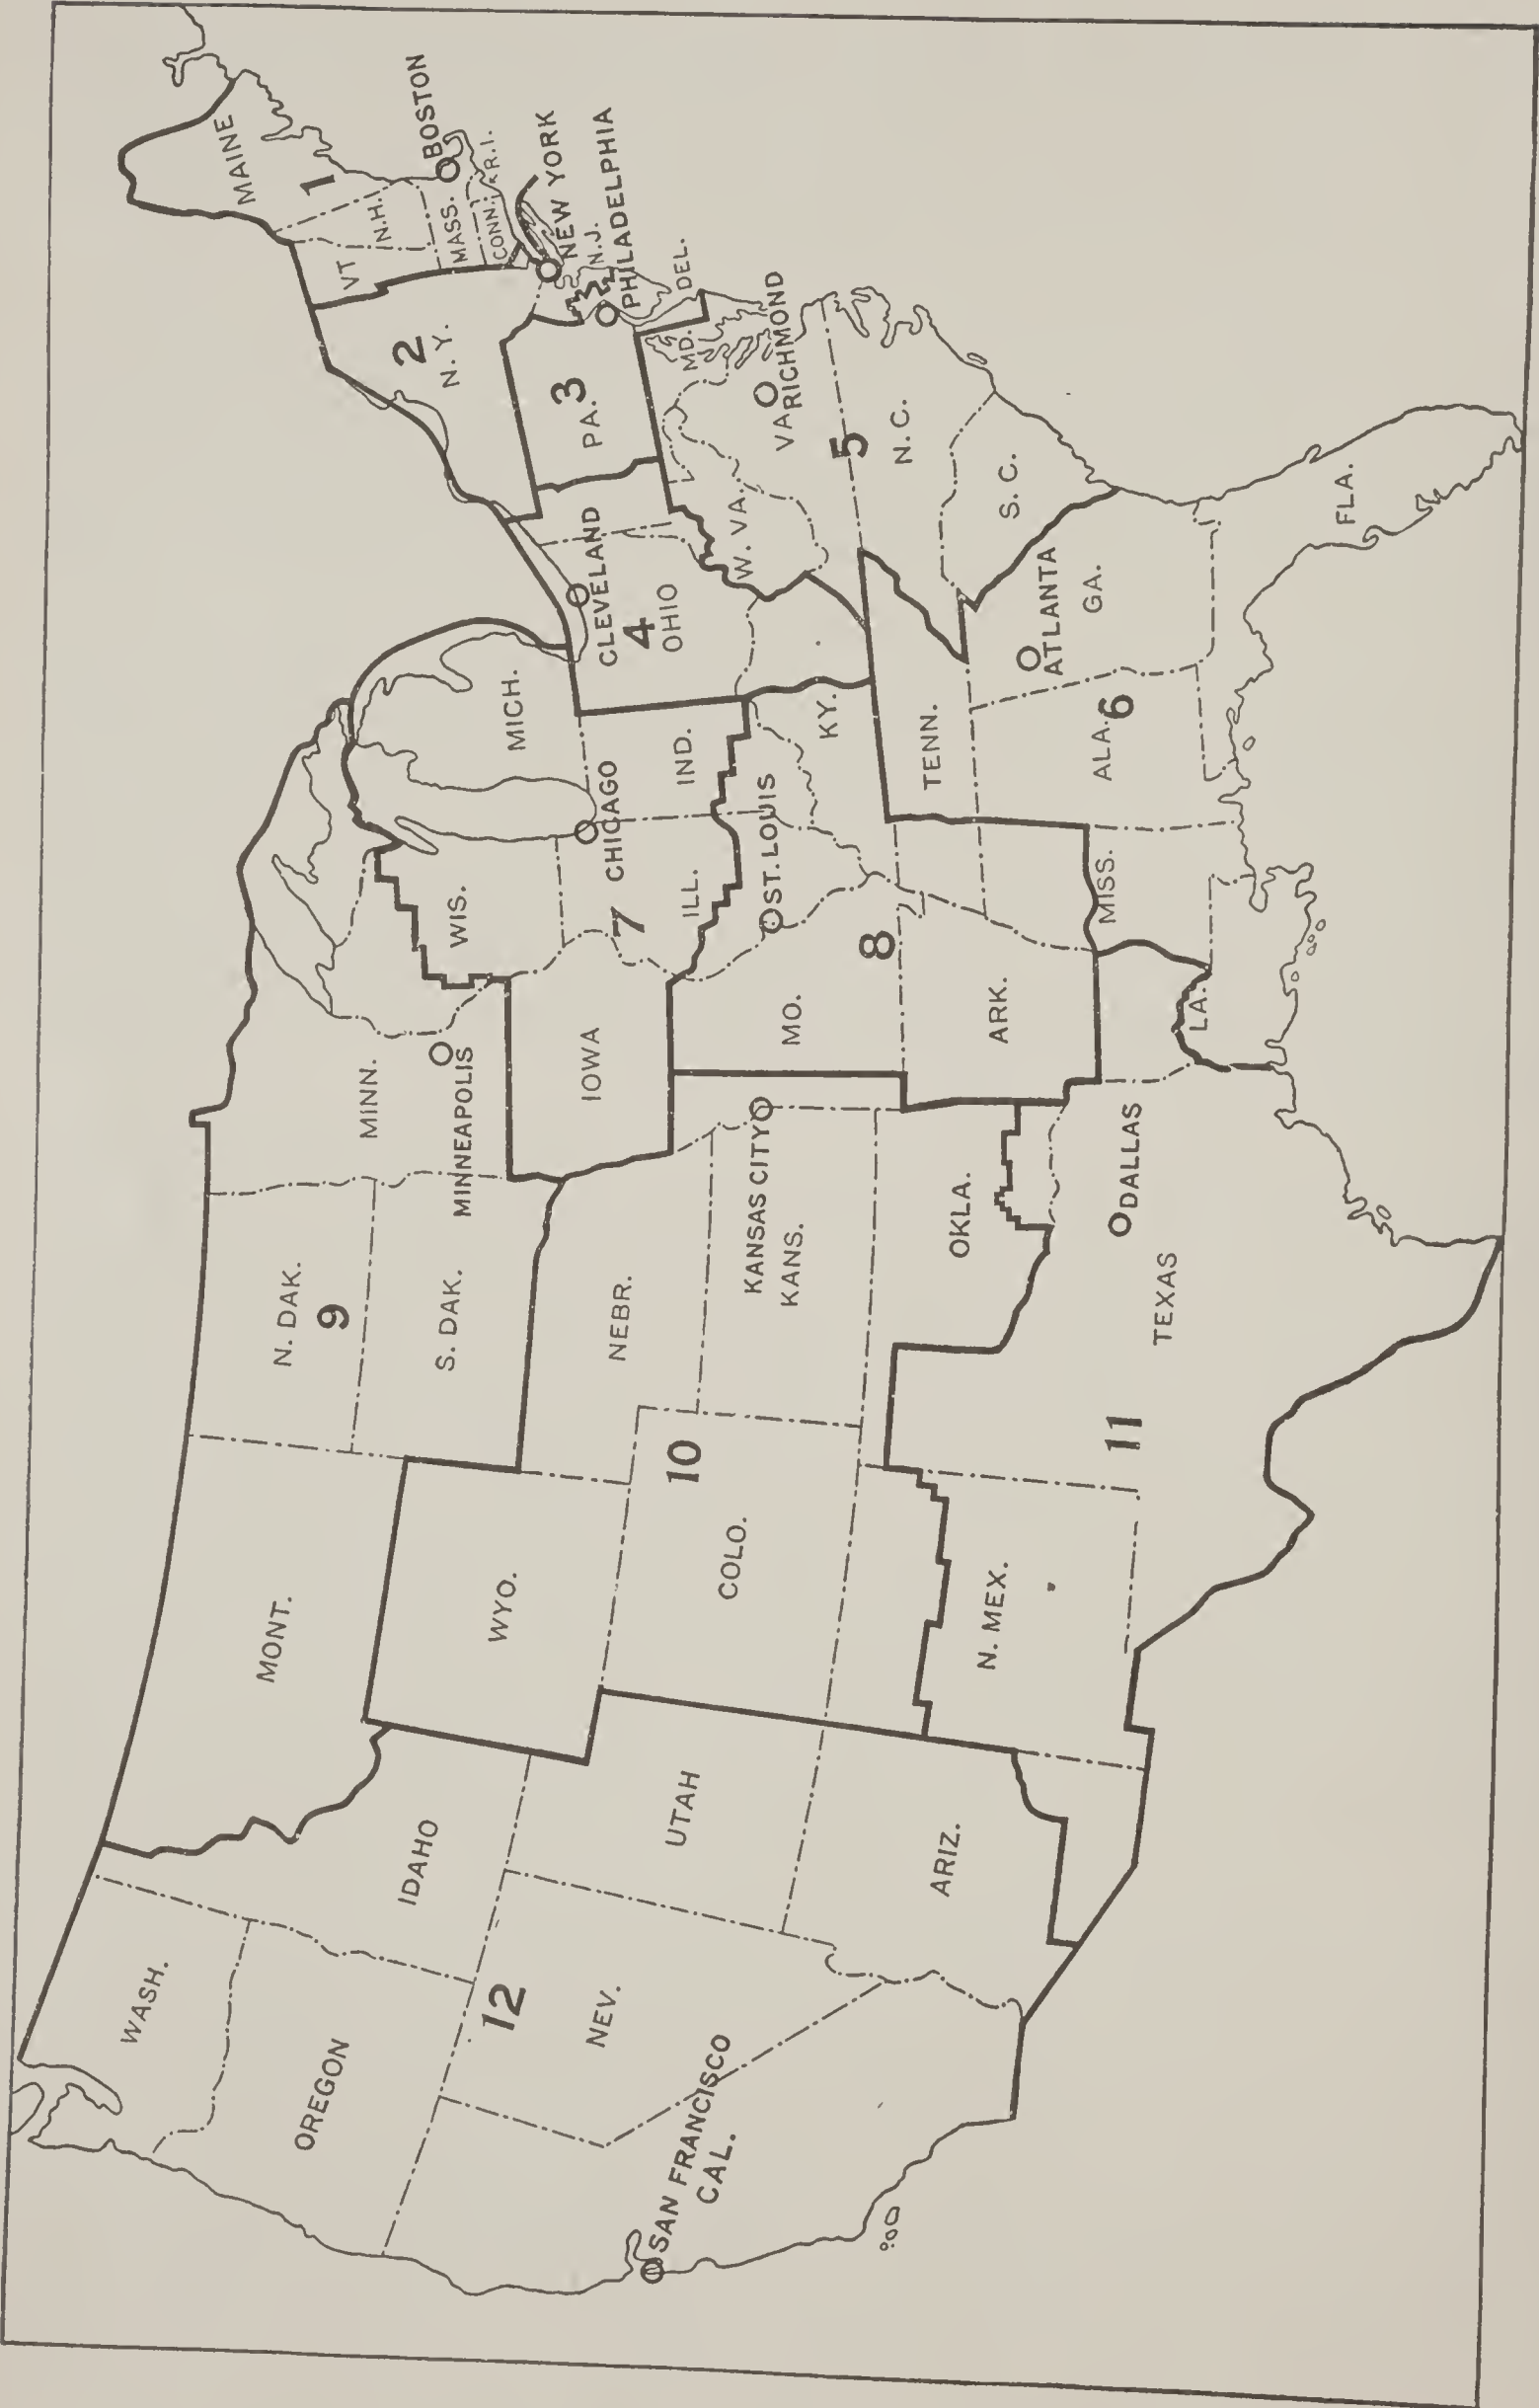 WASH.
OREGON
CAL.
SAN FRANCISCO
12
NEV.
IDAHO
UTAH
ARIZ.
MONT.
WYO.
COLO.
10
N. MEX.
N. DAK.
9
S. DAK.
NEBR.
KANSAS CITY
KANS.
OKLA.
TEXAS
11
DALLAS
MINN.
MINNEAPOLIS
IOWA
MO.
8
ARK.
LA.
WIS.
7
ILL.
CHICAGO
ST. LOUIS
MISS.
MICH.
IND.
KY.
TENN.
ALA.
6
CLEVELAND
4
OHIO
W. VA.
ATLANTA
GA.
FLA.
2
N. Y.
3
PA.
MD.
VA.
RICHMOND
5
N. C.
S. C.
MAINE
1
VT
N.H.
MASS.
BOSTON
CONN.
R.I.
NEW YORK
N.J.
PHILADELPHIA
DEL.